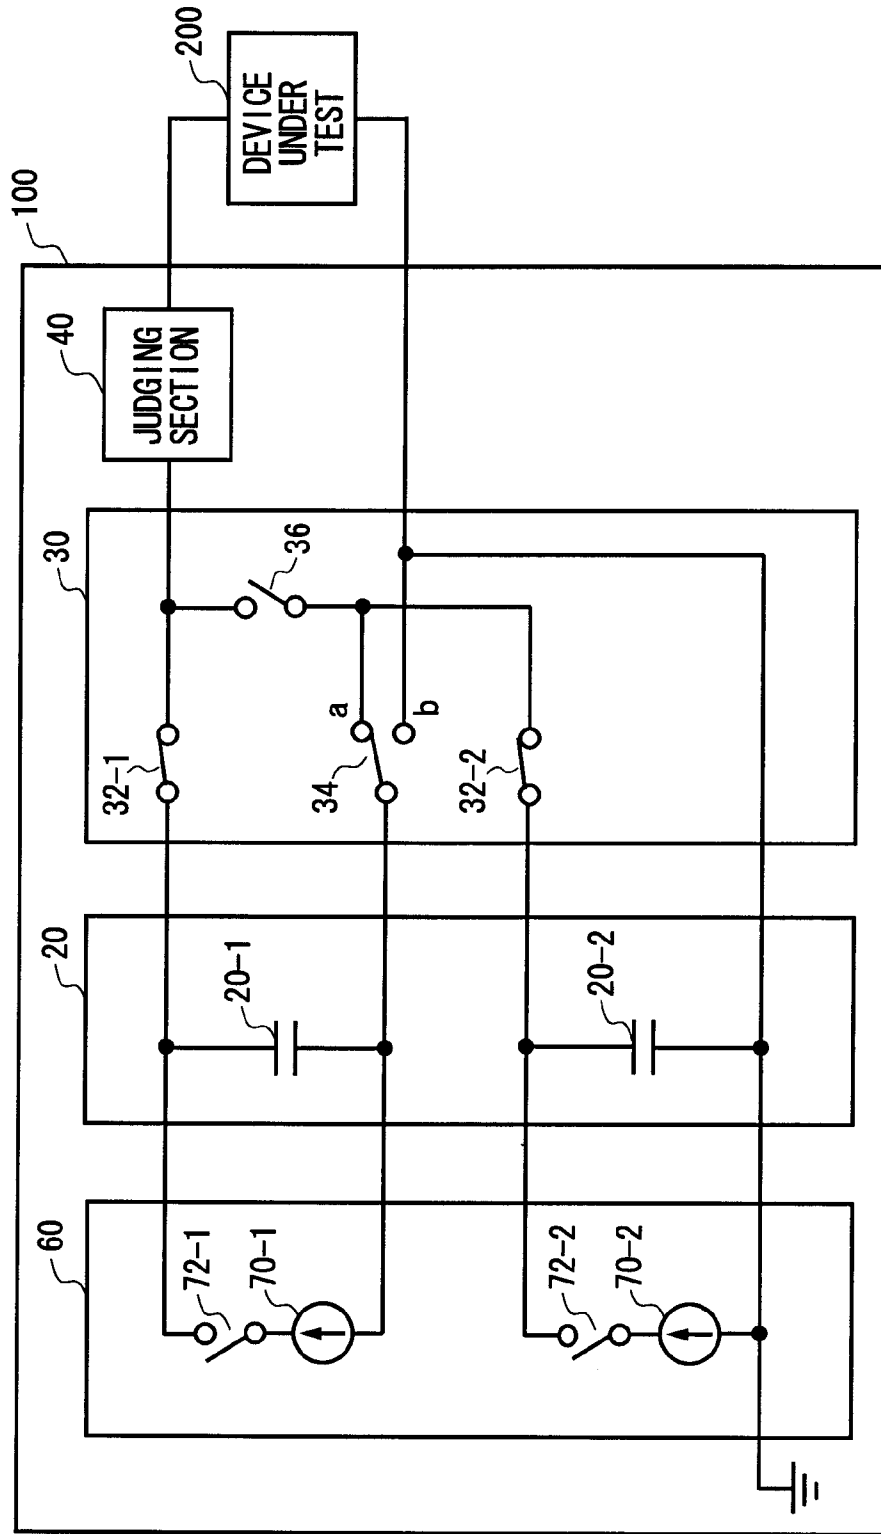 100
60
20
30
40
JUDGING
SECTION
200
DEVICE
UNDER
TEST
72-1
70-1
20-1
32-1
36
34
a
b
72-2
70-2
20-2
32-2